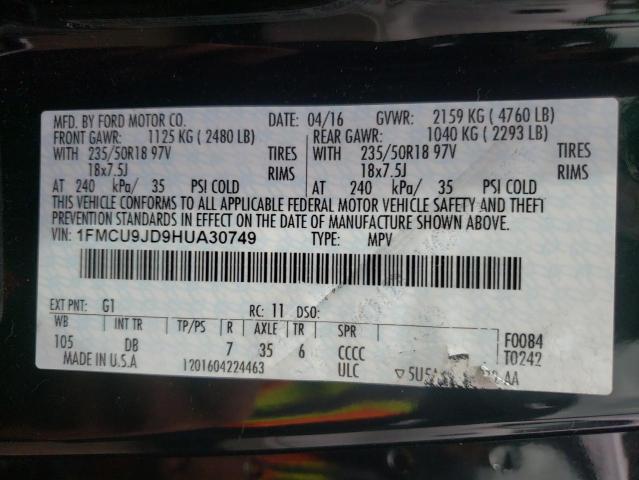 MFD. BY FORD MOTOR CO. DATE: 04/16 GVWR: 2159 KG ( 4760 LB)
FRONT GAWR: 1125 KG ( 2480 LB) REAR GAWR: 1040 KG ( 2293 LB)
WITH 235/50R18 97V TIRES WITH 235/50R18 97V TIRES
18x7.5J RIMS 18x7.5J RIMS
AT 240 kPa/ 35 PSI COLD AT 240 kPa/ 35 PSI COLD
THIS VEHICLE CONFORMS TO ALL APPLICABLE FEDERAL MOTOR VEHICLE SAFETY AND THEFT
PREVENTION STANDARDS IN EFFECT ON THE DATE OF MANUFACTURE SHOWN ABOVE.
VIN: 1FMCU9JD9HUA30749 TYPE: MPV
EXT PNT: G1 RC: 11 DSO:
WB INT TR TP/PS R AXLE TR SPR F0084
105 DB 7 35 6 CCCC T0242
MADE IN U.S.A 1201604224463 ULC ▽5U5A AA